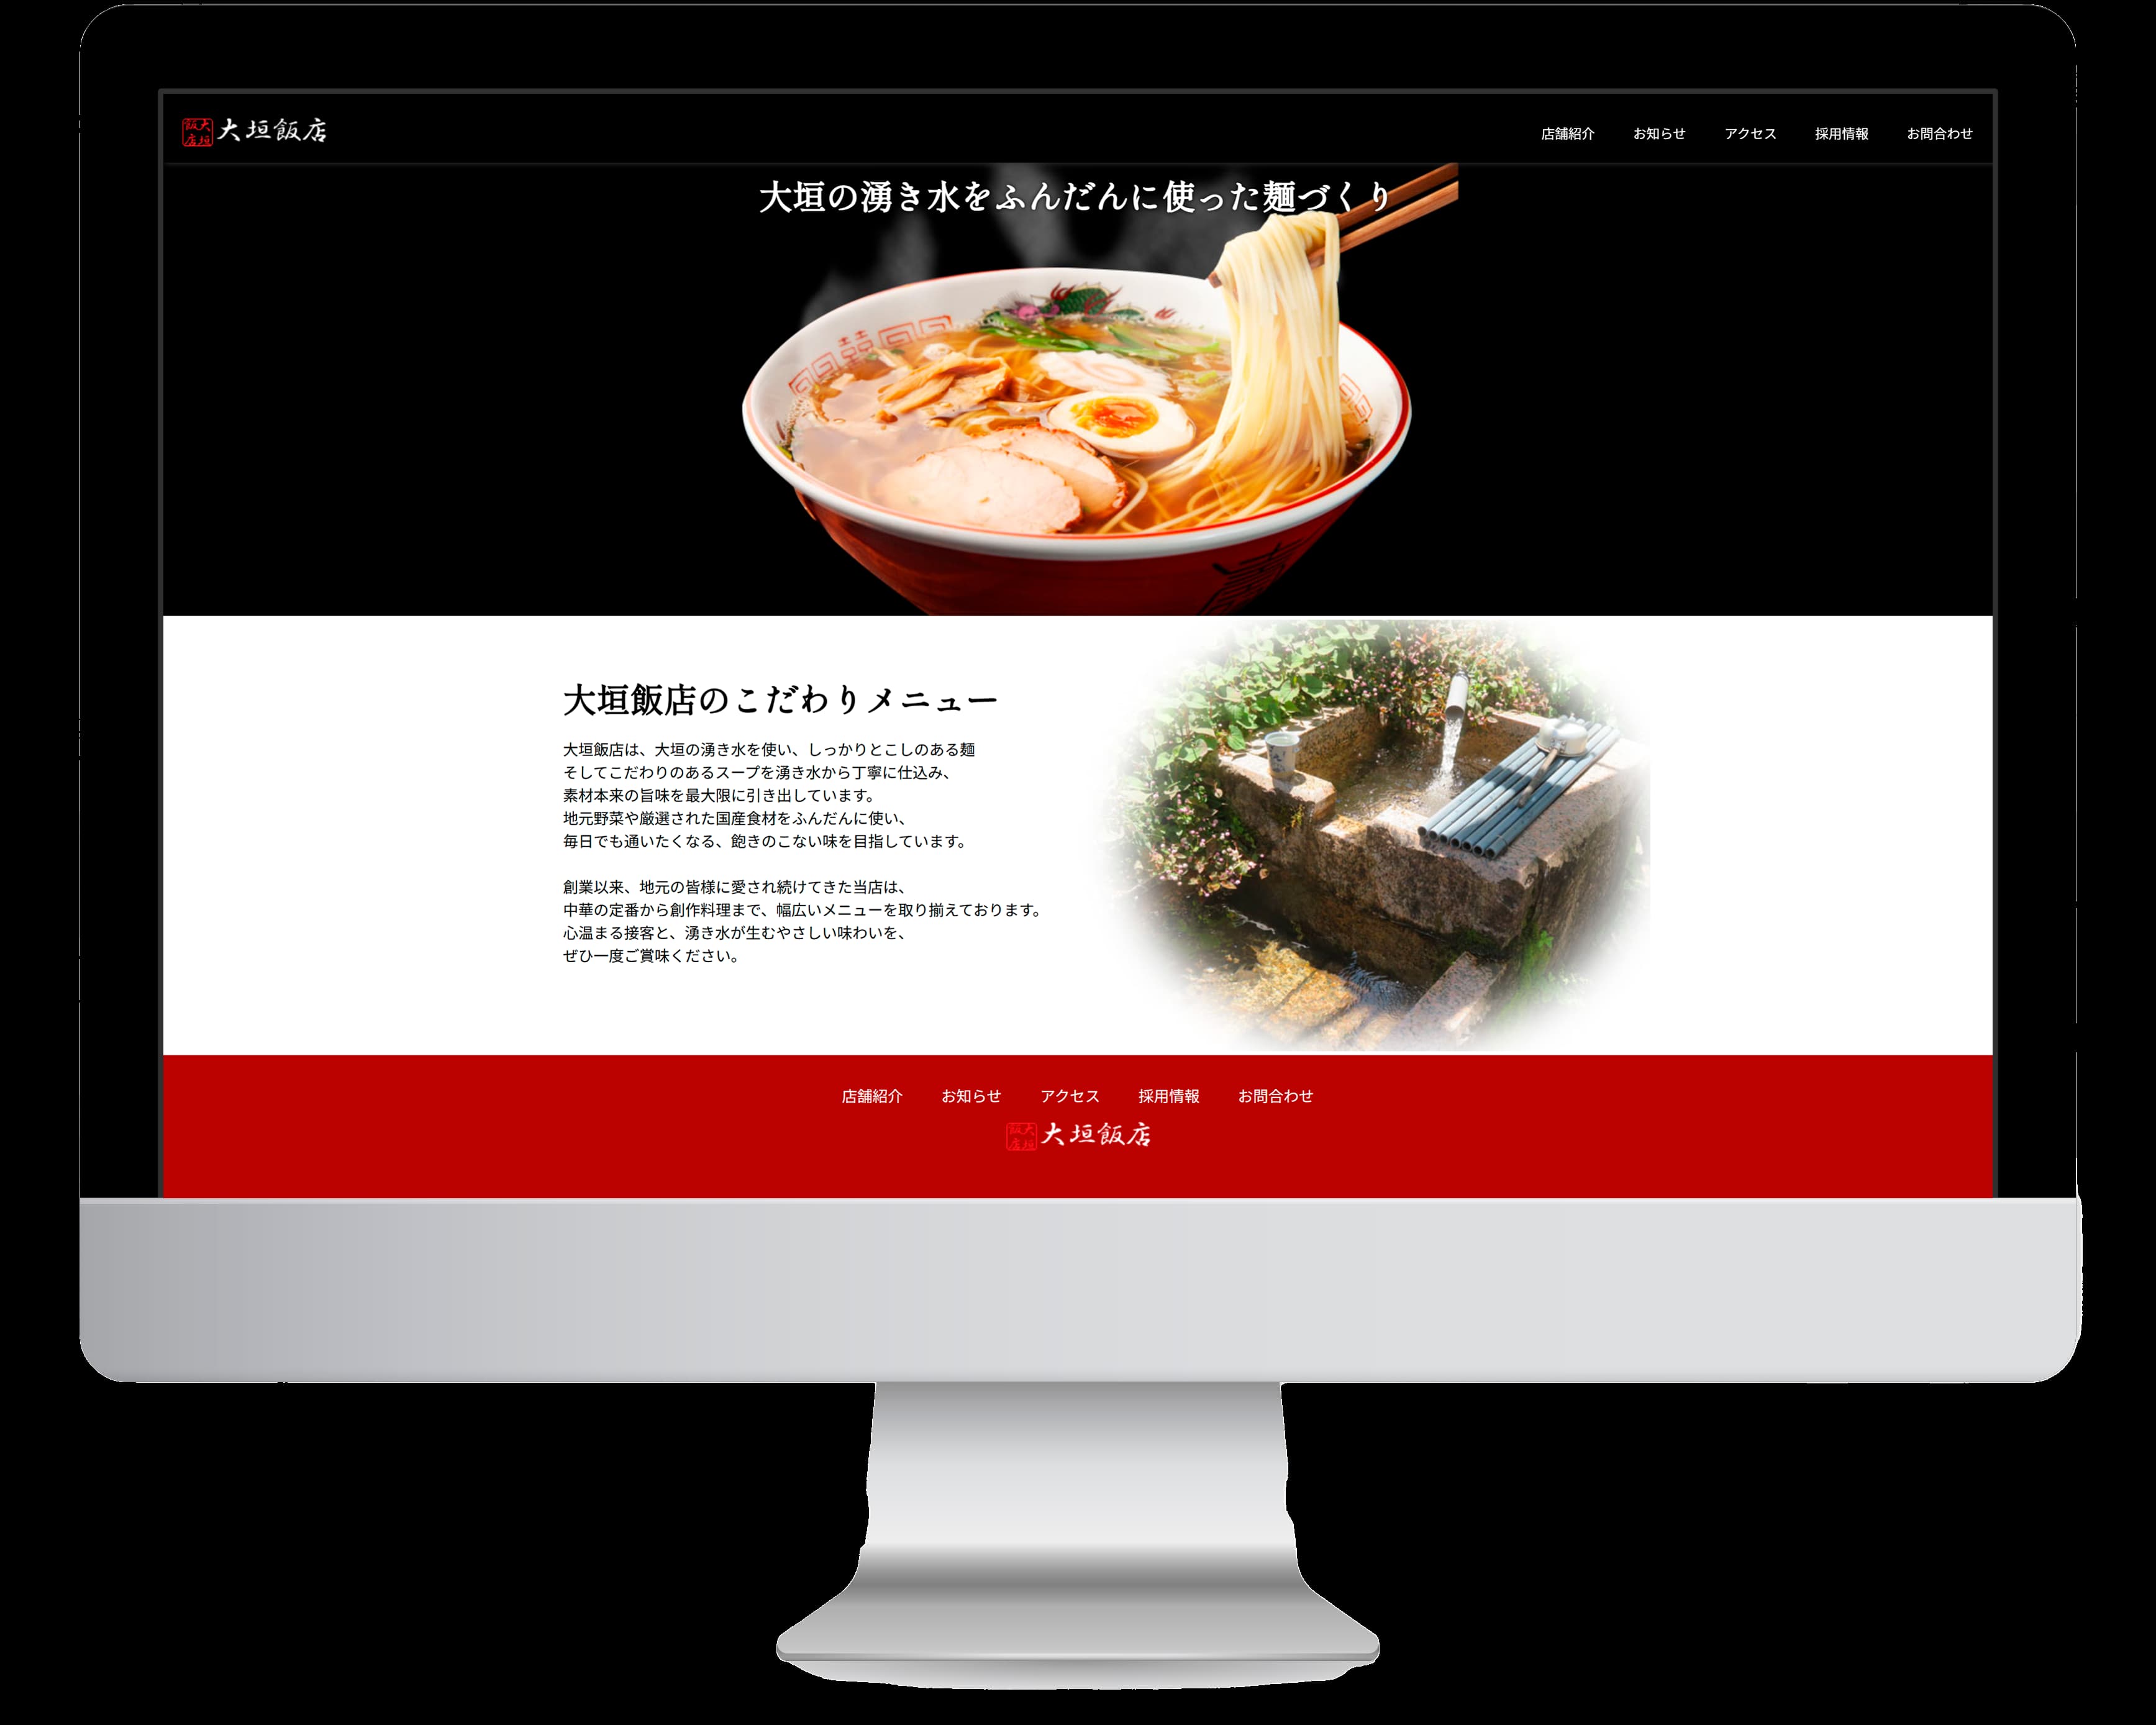 大垣飯店
大垣飯店
店舗紹介 お知らせ アクセス 採用情報 お問合わせ
大垣の湧き水をふんだんに使った麺づくり
大垣飯店のこだわりメニュー
大垣飯店は、大垣の湧き水を使い、しっかりとこしのある麺
そしてこだわりのあるスープを湧き水から丁寧に仕込み、
素材本来の旨味を最大限に引き出しています。
地元野菜や厳選された国産食材をふんだんに使い、
毎日でも通いたくなる、飽きのこない味を目指しています。
創業以来、地元の皆様に愛され続けてきた当店は、
中華の定番から創作料理まで、幅広いメニューを取り揃えております。
心温まる接客と、湧き水が生むやさしい味わいを、
ぜひ一度ご賞味ください。
店舗紹介 お知らせ アクセス 採用情報 お問合わせ
大垣飯店
大垣飯店